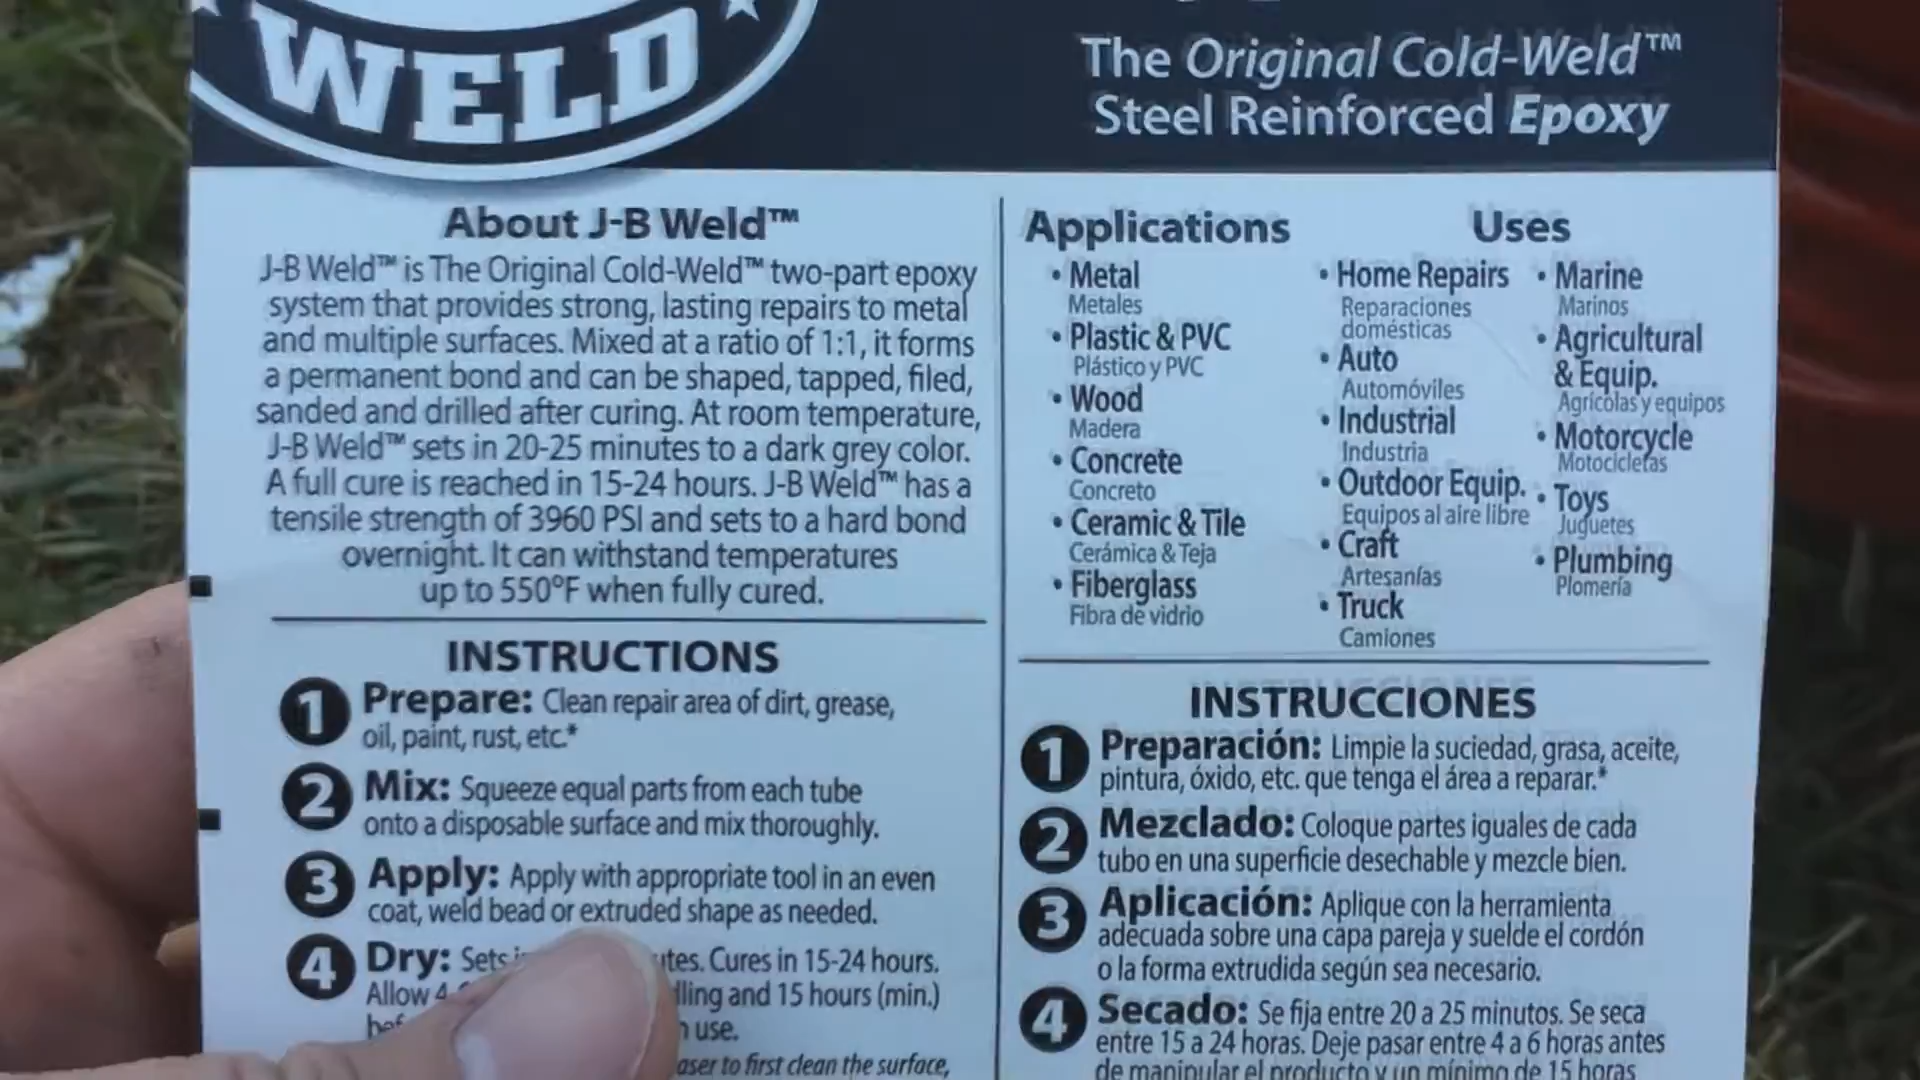 WELD
The Original Cold-Weld™
Steel Reinforced Epoxy
About J-B Weld™
J-B Weld™ is The Original Cold-Weld™ two-part epoxy
system that provides strong, lasting repairs to metal
and multiple surfaces. Mixed at a ratio of 1:1, it forms
a permanent bond and can be shaped, tapped, filed,
sanded and drilled after curing. At room temperature,
J-B Weld™ sets in 20-25 minutes to a dark grey color.
A full cure is reached in 15-24 hours. J-B Weld™ has a
tensile strength of 3960 PSI and sets to a hard bond
overnight. It can withstand temperatures
up to 550°F when fully cured.
INSTRUCTIONS
1 Prepare: Clean repair area of dirt, grease,
oil, paint, rust, etc.*
2 Mix: Squeeze equal parts from each tube
onto a disposable surface and mix thoroughly.
3 Apply: Apply with appropriate tool in an even
coat, weld bead or extruded shape as needed.
4 Dry: Sets Cures in 15-24 hours.
Allow 4 and 15 hours (min.)
use.
to first clean the surface,
Applications
• Metal
Metales
• Plastic & PVC
Plástico y PVC
• Wood
Madera
• Concrete
Concreto
• Ceramic & Tile
Cerámica & Teja
• Fiberglass
Fibra de vidrio
Uses
• Home Repairs
Reparaciones
domésticas
• Auto
Automóviles
• Industrial
Industria
• Outdoor Equip.
Equipos al aire libre
• Craft
Artesanías
• Truck
Camiones
• Marine
Marinos
• Agricultural
& Equip.
Agrícolas y equipos
• Motorcycle
Motocicletas
• Toys
Juguetes
• Plumbing
Plomería
INSTRUCCIONES
1 Preparación: Limpie la suciedad, grasa, aceite,
pintura, óxido, etc. que tenga el área a reparar.*
2 Mezclado: Coloque partes iguales de cada
tubo en una superficie desechable y mezcle bien.
3 Aplicación: Aplique con la herramienta
adecuada sobre una capa pareja y suelde el cordón
o la forma extrudida según sea necesario.
4 Secado: Se fija entre 20 a 25 minutos. Se seca
entre 15 a 24 horas. Deje pasar entre 4 a 6 horas antes
de manipular el producto y un mínimo de 15 horas